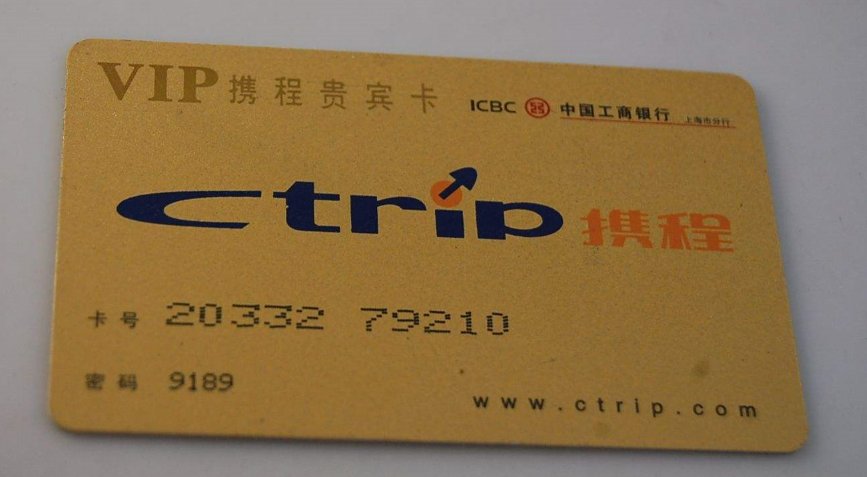 VIP 携程贵宾卡 ICBC 中国工商银行 上海市分行
ctrip 携程
卡号 20332 79210
密码 9189
www.ctrip.com